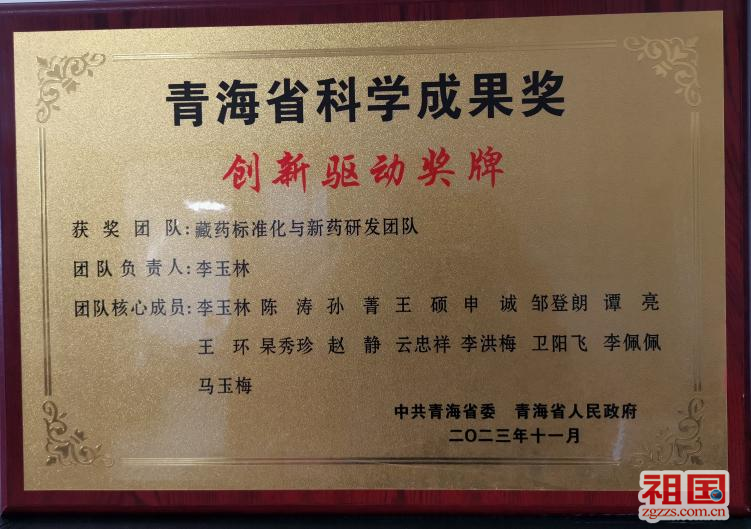 青海省科学成果奖
创新驱动奖牌
获奖团队：藏药标准化与新药研发团队
团队负责人：李玉林
团队核心成员：李玉林 陈 涛 孙 菁 王 硕 申 诚 邹登朗 谭 亮
王 环 杲秀珍 赵 静 云忠祥 李洪梅 卫阳飞 李佩佩
马玉梅
中共青海省委 青海省人民政府
二〇二三年十一月
祖国
zgzzs.com.cn